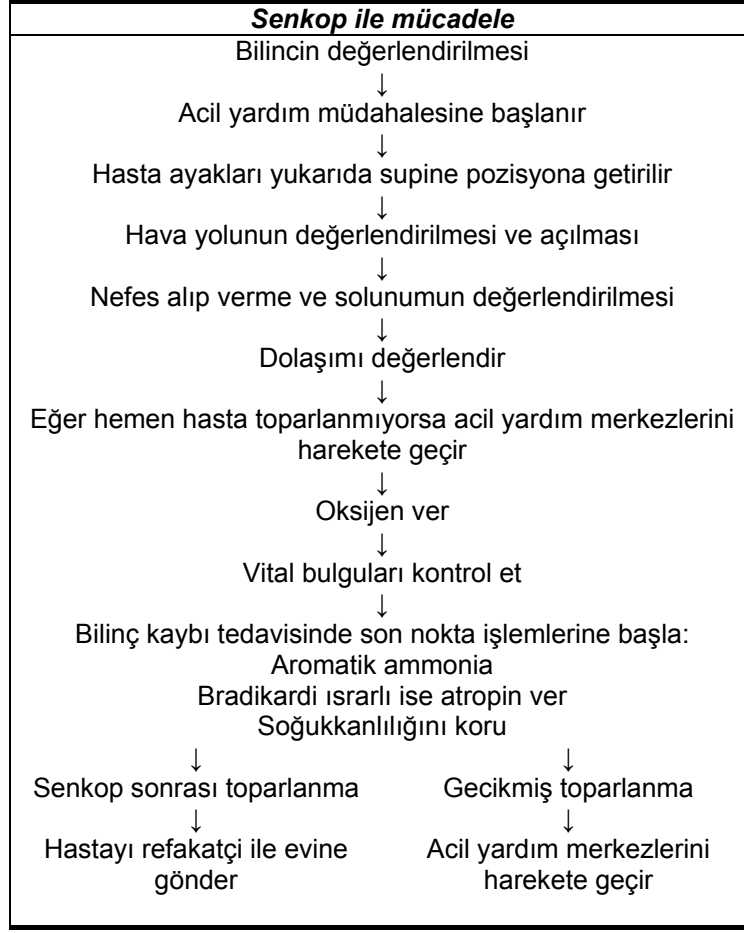 Senkop ile mücadele
Bilincin değerlendirilmesi
↓
Acil yardım müdahalesine başlanır
↓
Hasta ayakları yukarıda supine pozisyona getirilir
↓
Hava yolunun değerlendirilmesi ve açılması
↓
Nefes alıp verme ve solunumun değerlendirilmesi
↓
Dolaşımı değerlendir
↓
Eğer hemen hasta toparlanmıyorsa acil yardım merkezlerini
harekete geçir
↓
Oksijen ver
↓
Vital bulguları kontrol et
↓
Bilinç kaybı tedavisinde son nokta işlemlerine başla:
Aromatik ammonia
Bradikardi ısrarlı ise atropin ver
Soğukkanlılığını koru
↓ ↓
Senkop sonrası toparlanma Gecikmiş toparlanma
↓ ↓
Hastayı refakatçi ile evine Acil yardım merkezlerini
gönder harekete geçir